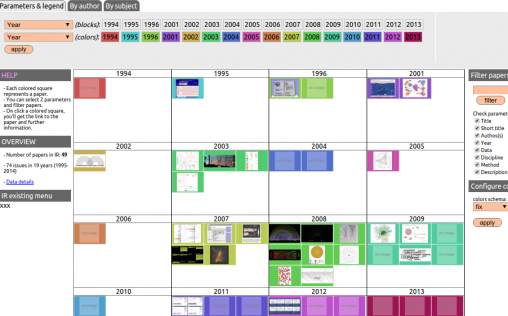 Parameters & legend By author By subject
Year (blocks): 1994 1995 1996 2001 2002 2003 2004 2005 2006 2007 2008 2009 2010 2011 2012 2013
Year (colors): 1994 1995 1996 2001 2002 2003 2004 2005 2006 2007 2008 2009 2010 2011 2012 2013
apply
HELP
- Each colored square
represents a paper.
- You can select 2 parameters
and filter papers.
- On click a colored square,
you'll get the link to the
paper and further
information.
OVERVIEW
- Number of papers in IR: 49
- 74 issues in 19 years (1995-
2014)
- Data details
IR existing menu
xxx
1994 1995 1996 2001
2002 2003 2004 2005
2006 2007 2008 2009
2010 2011 2012 2013
Filter papers
filter
Check parame
Title
Short title
Author(s)
Year
Data
Discipline
Method
Description
Configure co
colors schema:
fix
apply